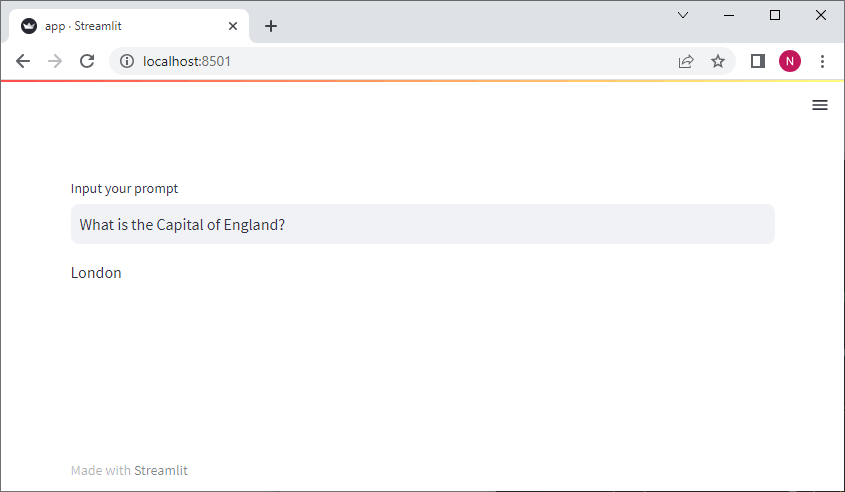 app · Streamlit
localhost:8501
N
Input your prompt
What is the Capital of England?
London
Made with Streamlit